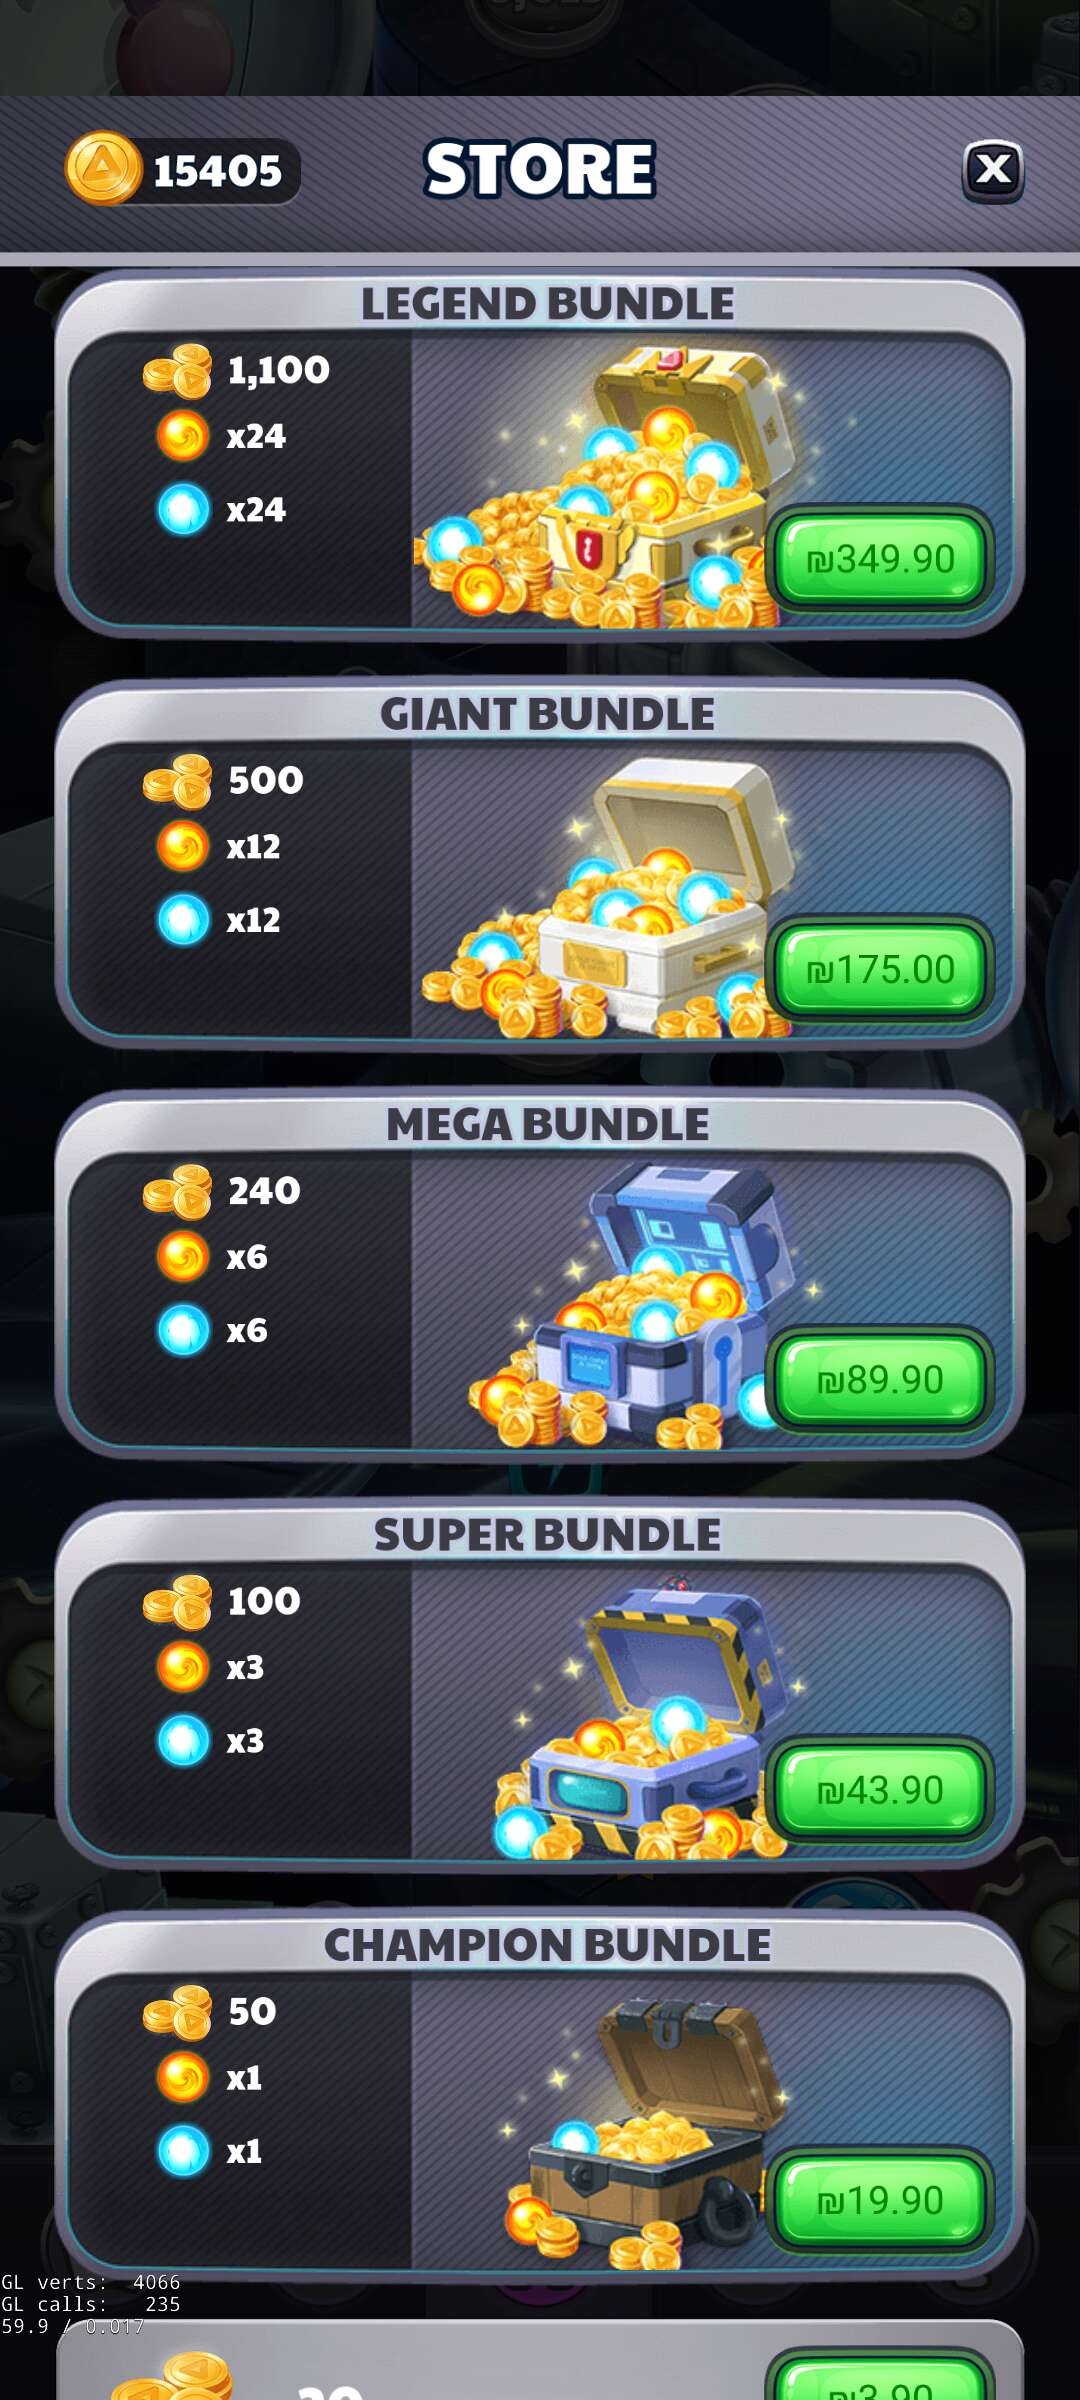 15405
STORE
X
LEGEND BUNDLE
1,100
x24
x24
₪349.90
GIANT BUNDLE
500
x12
x12
₪175.00
MEGA BUNDLE
240
x6
x6
₪89.90
SUPER BUNDLE
100
x3
x3
₪43.90
CHAMPION BUNDLE
50
x1
x1
₪19.90
GL verts: 4066
GL calls: 235
59.9 / 0.017
₪3.90